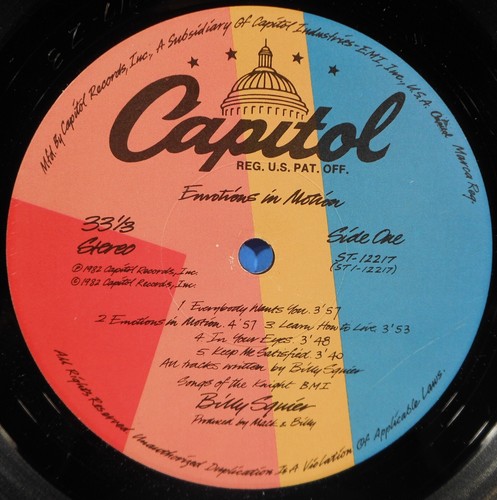 Mfd. By Capitol Records, Inc., A Subsidiary Of Capitol Industries-EMI, Inc., U.S.A.
Capitol
REG. U.S. PAT. OFF.
Emotions in Motion
33 1/3
Stereo
Side One
ST-12217
(ST1-12217)
℗ 1982 Capitol Records, Inc.
© 1982 Capitol Records, Inc.
1 Everybody Wants You. 3'57
2 Emotions in Motion. 4'57 3 Learn How to Live. 3'53
4 In Your Eyes. 3'48
5 Keep Me Satisfied. 3'40
All tracks written by Billy Squier
Songs of the Knight B.M.I.
Billy Squier
Produced by Mack & Billy
All Rights Reserved Unauthorized Duplication Is A Violation Of Applicable Laws.